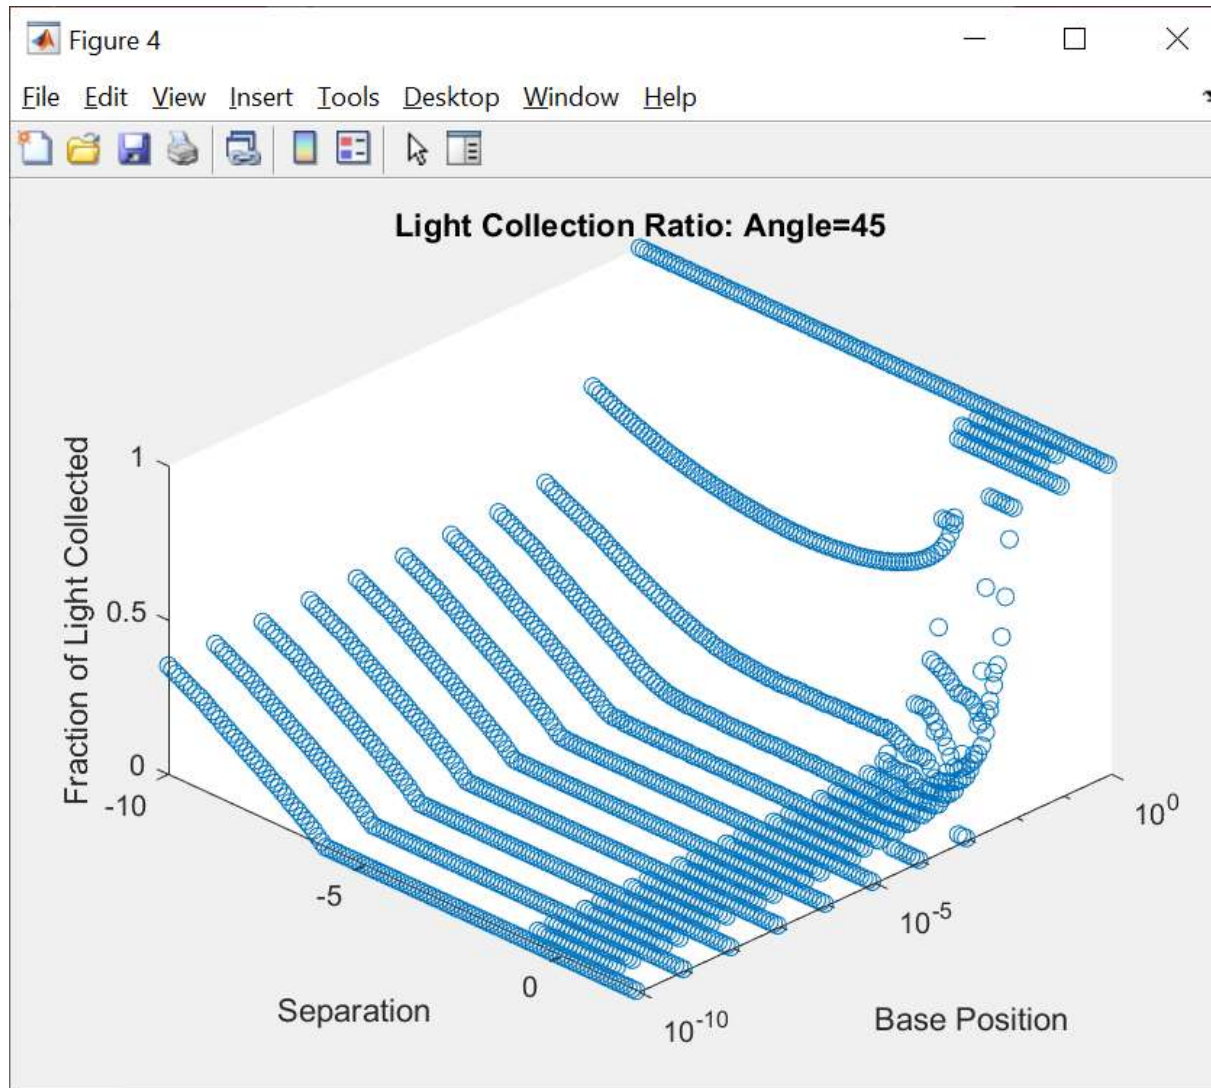 Figure 4
File Edit View Insert Tools Desktop Window Help
Light Collection Ratio: Angle=45
Fraction of Light Collected
1
0.5
0
-10
-5
0
Separation
10^-10
10^-5
10^0
Base Position